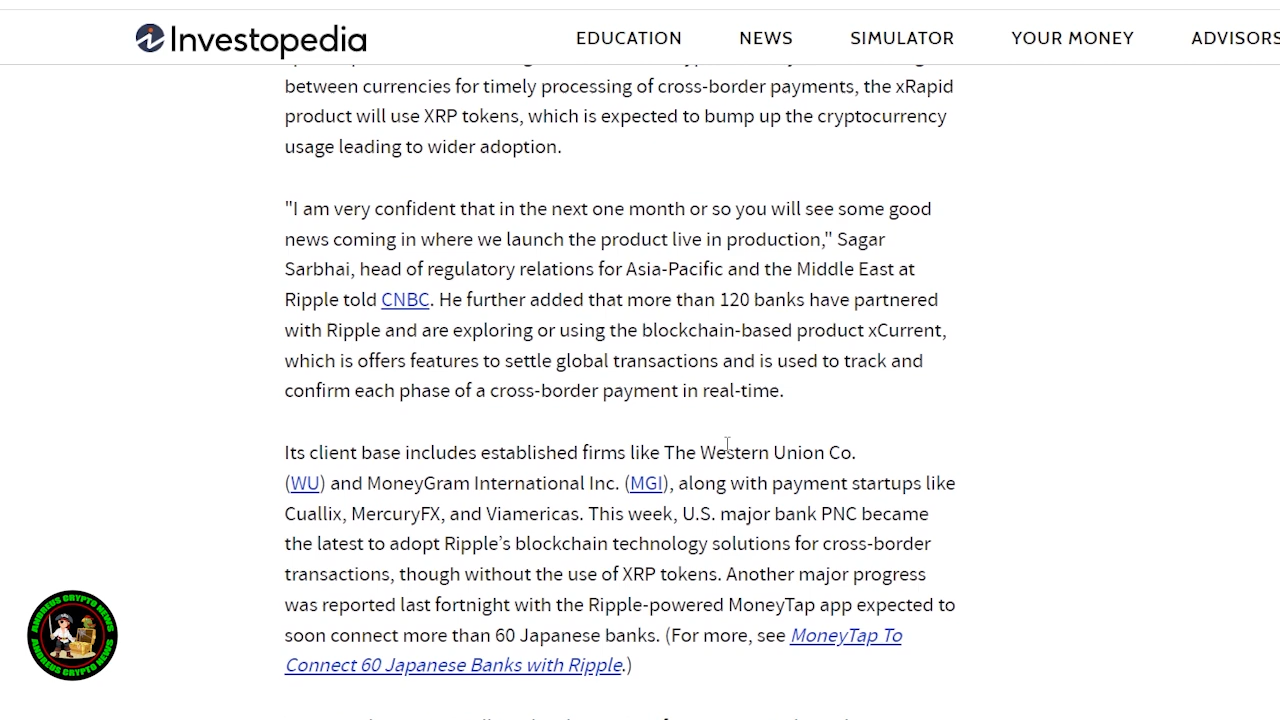 Investopedia
EDUCATION NEWS SIMULATOR YOUR MONEY ADVISORS
between currencies for timely processing of cross-border payments, the xRapid
product will use XRP tokens, which is expected to bump up the cryptocurrency
usage leading to wider adoption.
"I am very confident that in the next one month or so you will see some good
news coming in where we launch the product live in production," Sagar
Sarbhai, head of regulatory relations for Asia-Pacific and the Middle East at
Ripple told CNBC. He further added that more than 120 banks have partnered
with Ripple and are exploring or using the blockchain-based product xCurrent,
which is offers features to settle global transactions and is used to track and
confirm each phase of a cross-border payment in real-time.
Its client base includes established firms like The Western Union Co.
(WU) and MoneyGram International Inc. (MGI), along with payment startups like
Cuallix, MercuryFX, and Viamericas. This week, U.S. major bank PNC became
the latest to adopt Ripple’s blockchain technology solutions for cross-border
transactions, though without the use of XRP tokens. Another major progress
was reported last fortnight with the Ripple-powered MoneyTap app expected to
soon connect more than 60 Japanese banks. (For more, see MoneyTap To
Connect 60 Japanese Banks with Ripple.)
ANDREUS CRYPTO NEWS
ANDREUS CRYPTO NEWS